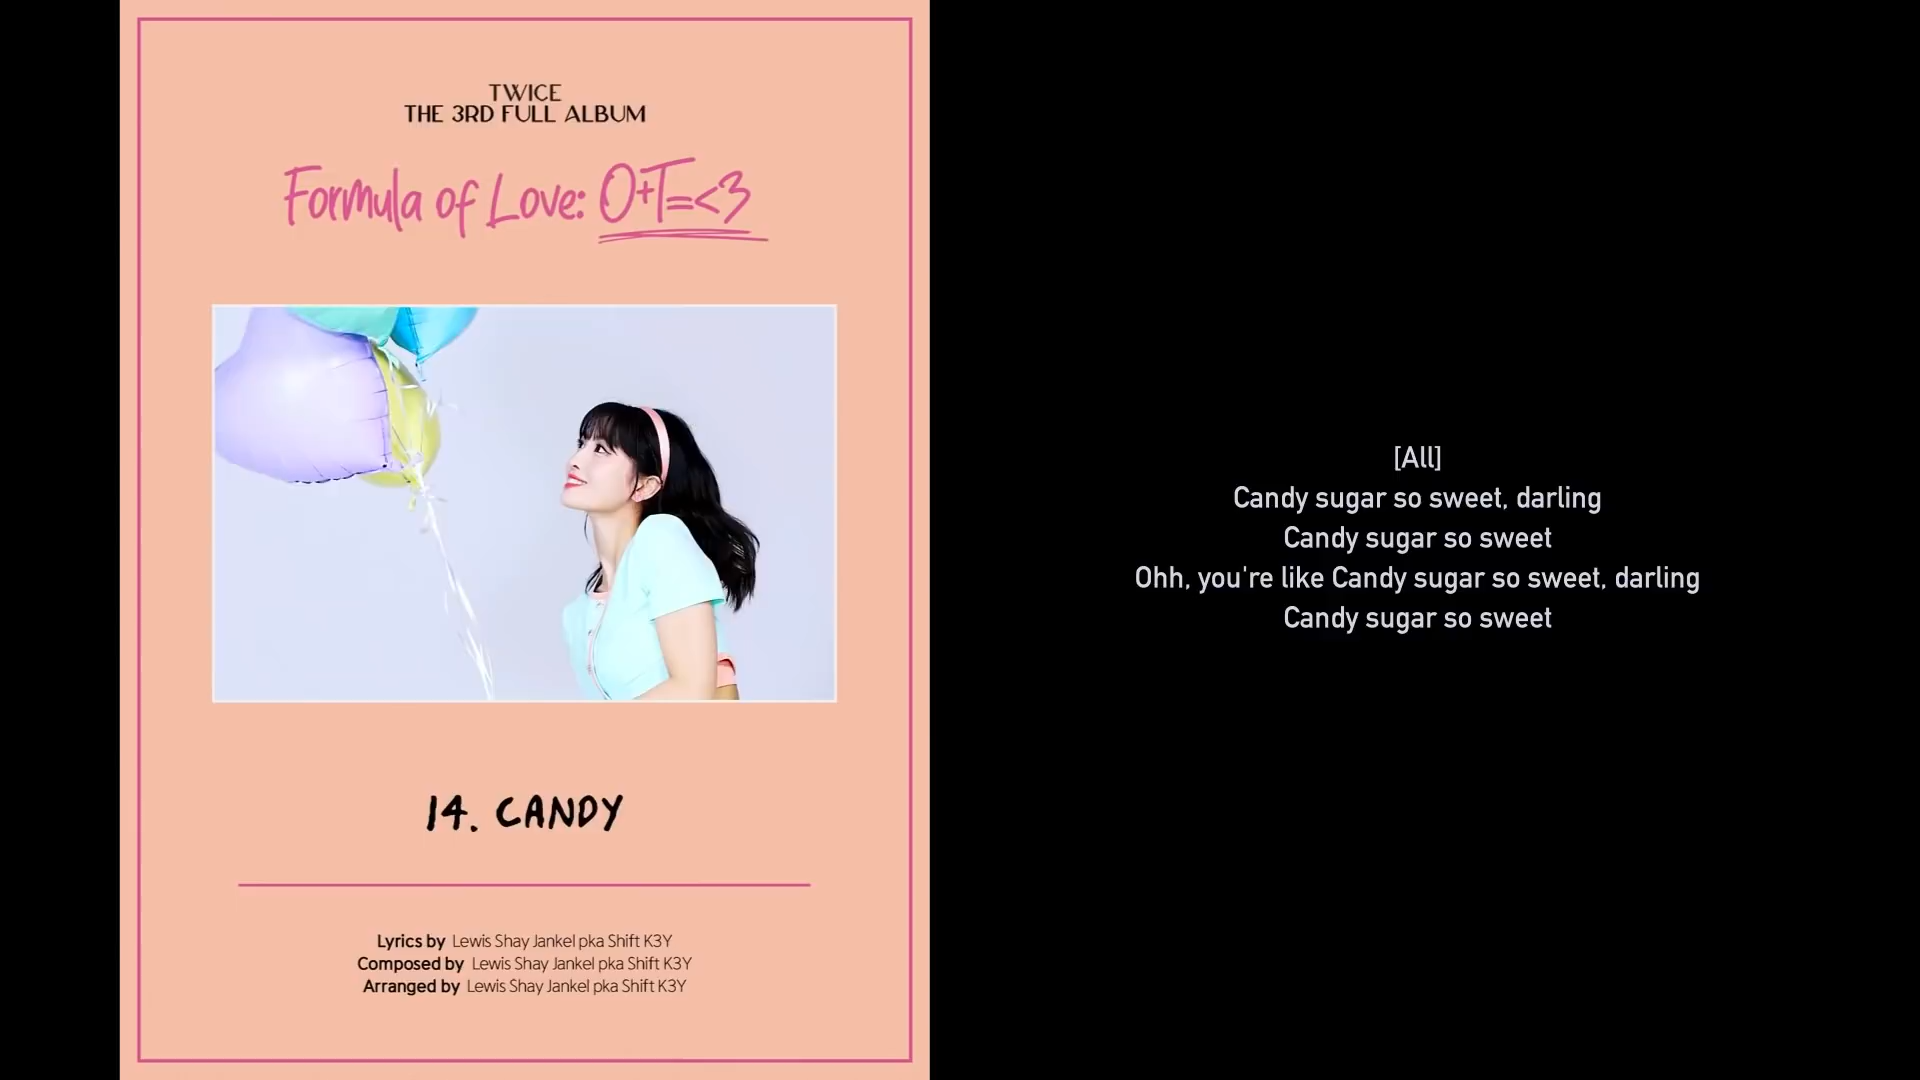 TWICE
THE 3RD FULL ALBUM
Formula of Love: O+T=<3
14. CANDY
Lyrics by Lewis Shay Jankel pka Shift K3Y
Composed by Lewis Shay Jankel pka Shift K3Y
Arranged by Lewis Shay Jankel pka Shift K3Y
[All]
Candy sugar so sweet, darling
Candy sugar so sweet
Ohh, you're like Candy sugar so sweet, darling
Candy sugar so sweet